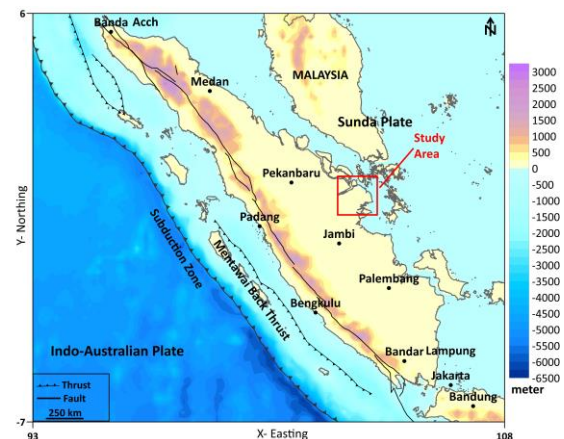 6
Banda Acch
N
MALAYSIA
Medan
Sunda Plate
Study
Area
Pekanbaru
Padang
Jambi
Subduction Zone
Mentawai Back Thrust
Palembang
Bengkulu
Indo-Australian Plate
Bandar Lampung
Jakarta
Bandung
Thrust
Fault
250 km
-7
93
X- Easting
108
Y- Northing
3000
2500
2000
1500
1000
500
0
-500
-1000
-1500
-2000
-2500
-3000
-3500
-4000
-4500
-5000
-5500
-6000
-6500
meter